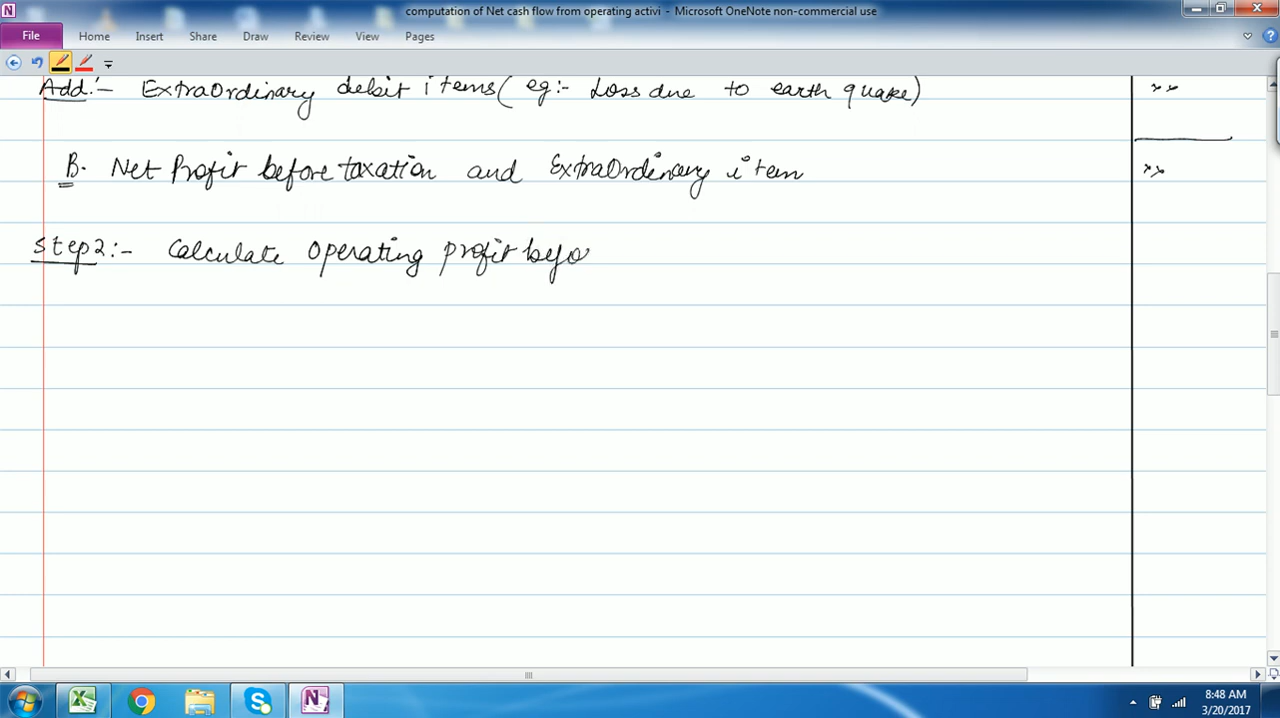 computation of Net cash flow from operating activi - Microsoft OneNote non-commercial use
File Home Insert Share Draw Review View Pages
Add:- ExtraOrdinary debit items (eg:- Loss due to earth quake) xx
B. Net Profit before taxation and ExtraOrdinary item xx
Step2:- Calculate Operating profit befo
8:48 AM
3/20/2017